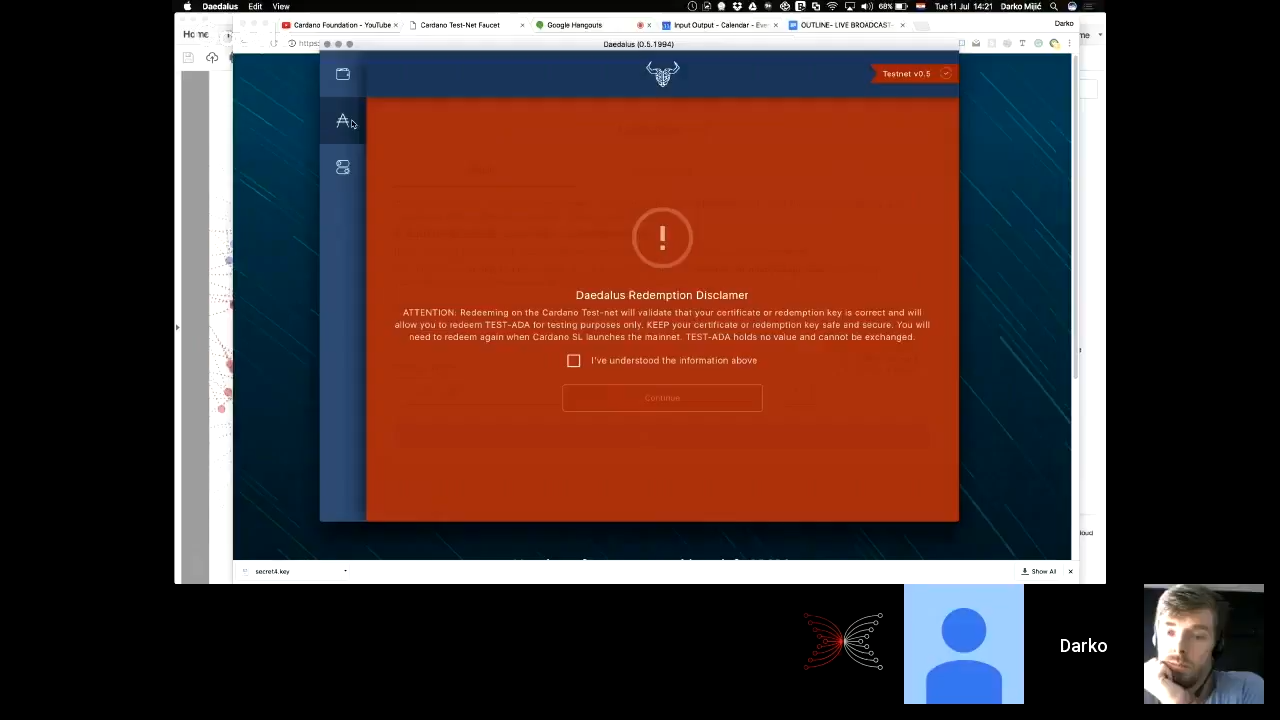 Daedalus Edit View
68% Tue 11 Jul 14:21 Darko Mijić
Cardano Foundation - YouTube
Cardano Test-Net Faucet
Google Hangouts
Input Output - Calendar - Eve
OUTLINE- LIVE BROADCAST-
Darko
https:
Daedalus (0.5.1994)
Testnet v0.5
Daedalus Redemption Disclamer
ATTENTION: Redeeming on the Cardano Test-net will validate that your certificate or redemption key is correct and will
allow you to redeem TEST-ADA for testing purposes only. KEEP your certificate or redemption key safe and secure. You will
need to redeem again when Cardano SL launches the mainnet. TEST-ADA holds no value and cannot be exchanged.
I've understood the information above
Continue
secret4.key
Show All
Darko